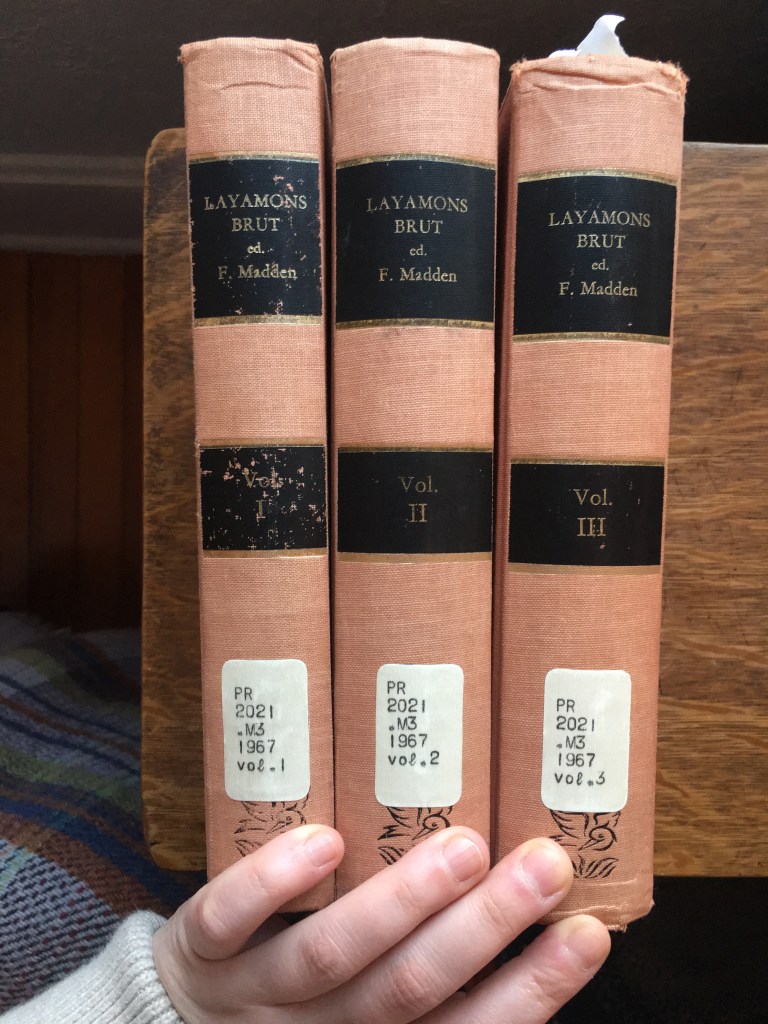 LAYAMONS
BRUT
ed.
F. Madden
Vol.
I
PR
2021
.M3
1967
vol.1
LAYAMONS
BRUT
ed.
F. Madden
Vol.
II
PR
2021
.M3
1967
vol.2
LAYAMONS
BRUT
ed.
F. Madden
Vol.
III
PR
2021
.M3
1967
vol.3